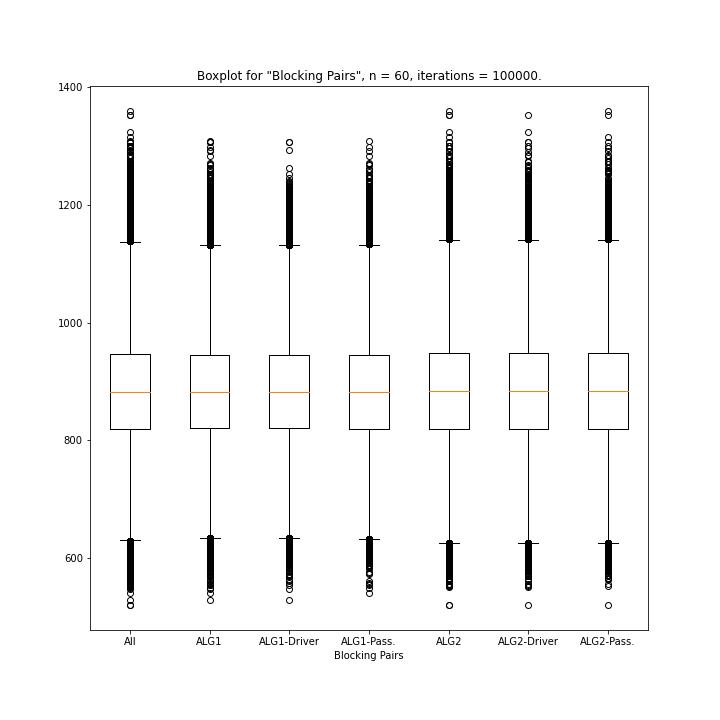 Boxplot for "Blocking Pairs", n = 60, iterations = 100000.
1400
1200
1000
800
600
All ALG1 ALG1-Driver ALG1-Pass. ALG2 ALG2-Driver ALG2-Pass.
Blocking Pairs